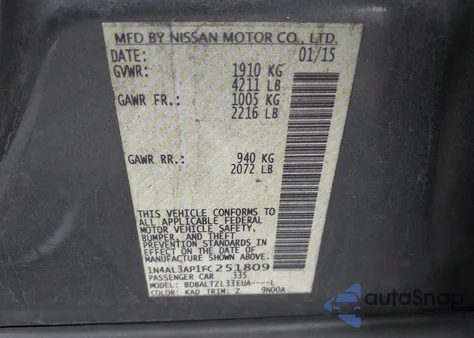 MFD BY NISSAN MOTOR CO., LTD.
DATE: 01/15
GVWR: 1910 KG
4211 LB
GAWR FR.: 1005 KG
2216 LB
GAWR RR.: 940 KG
2072 LB
THIS VEHICLE CONFORMS TO
ALL APPLICABLE FEDERAL
MOTOR VEHICLE SAFETY,
BUMPER, AND THEFT
PREVENTION STANDARDS IN
EFFECT ON THE DATE OF
MANUFACTURE SHOWN ABOVE.
1N4AL3AP1FC251809
PASSENGER CAR 335
MODEL: BDBALTZL33EUA----L
COLOR: KAD TRIM: Z 9N00A
autoSnap